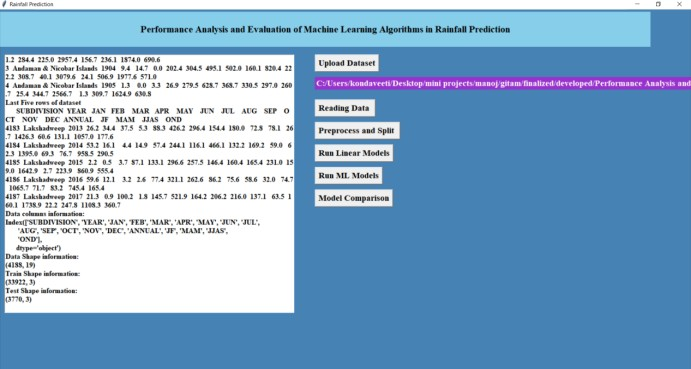 Rainfall Prediction
Performance Analysis and Evaluation of Machine Learning Algorithms in Rainfall Prediction
1.2 284.4 225.0 2957.4 156.7 236.1 1874.0 690.6
3 Andaman & Nicobar Islands 1904 9.4 14.7 0.0 202.4 304.5 495.1 502.0 160.1 820.4 22
2.2 308.7 40.1 3079.6 24.1 506.9 1977.6 571.0
4 Andaman & Nicobar Islands 1905 1.3 0.0 3.3 26.9 279.5 628.7 368.7 330.5 297.0 260
.7 25.4 344.7 2566.7 1.3 309.7 1624.9 630.8
Last Five rows of dataset
SUBDIVISION YEAR JAN FEB MAR APR MAY JUN JUL AUG SEP O
CT NOV DEC ANNUAL JF MAM JJAS OND
4183 Lakshadweep 2013 26.2 34.4 37.5 5.3 88.3 426.2 296.4 154.4 180.0 72.8 78.1 26
.7 1426.3 60.6 131.1 1057.0 177.6
4184 Lakshadweep 2014 53.2 16.1 4.4 14.9 57.4 244.1 116.1 466.1 132.2 169.2 59.0 6
2.3 1395.0 69.3 76.7 958.5 290.5
4185 Lakshadweep 2015 2.2 0.5 3.7 87.1 133.1 296.6 257.5 146.4 160.4 165.4 231.0 15
9.0 1642.9 2.7 223.9 860.9 555.4
4186 Lakshadweep 2016 59.6 12.1 3.2 2.6 77.4 321.1 262.6 86.2 75.6 58.6 32.0 74.7
1065.7 71.7 83.2 745.4 165.4
4187 Lakshadweep 2017 21.3 0.9 100.2 1.8 145.7 521.9 164.2 206.2 216.0 137.1 63.5 1
60.1 1738.9 22.2 247.8 1108.3 360.7
Data columns information:
Index(['SUBDIVISION', 'YEAR', 'JAN', 'FEB', 'MAR', 'APR', 'MAY', 'JUN', 'JUL',
'AUG', 'SEP', 'OCT', 'NOV', 'DEC', 'ANNUAL', 'JF', 'MAM', 'JJAS',
'OND'],
dtype='object')
Data Shape information:
(4188, 19)
Train Shape information:
(33922, 3)
Test Shape information:
(3770, 3)
Upload Dataset
C:/Users/kondaveeti/Desktop/mini projects/manoj/gitam/finalized/developed/Performance Analysis and
Reading Data
Preprocess and Split
Run Linear Models
Run ML Models
Model Comparison